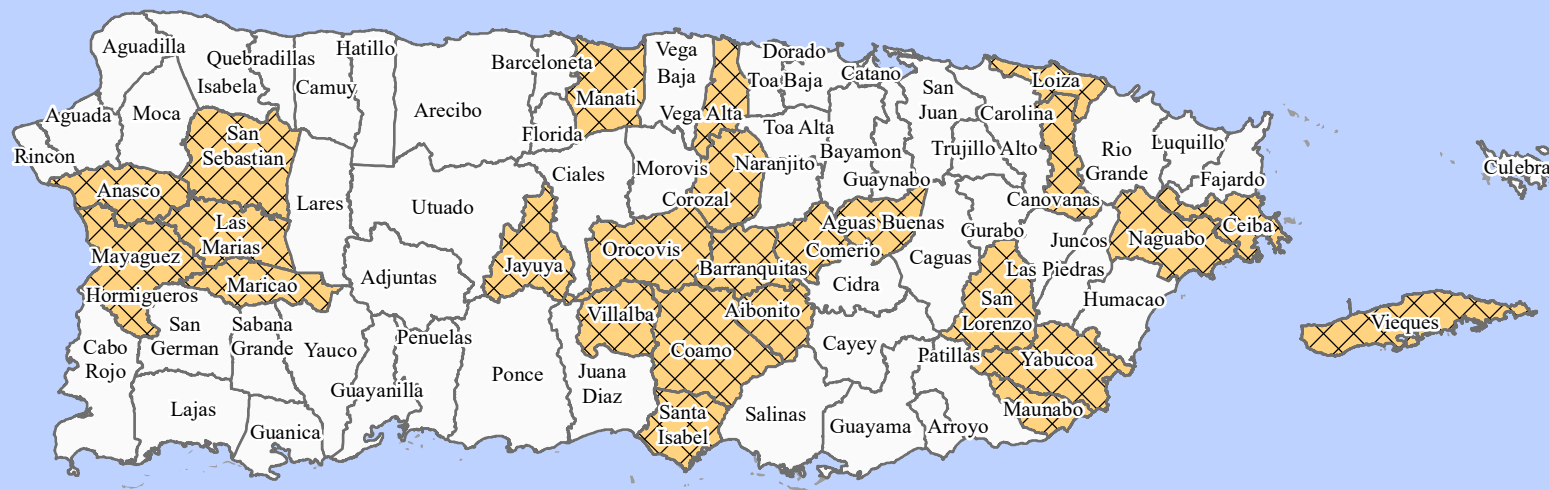 Aguadilla
Quebradillas
Hatillo
Isabela
Camuy
Barceloneta
Vega
Baja
Dorado
Toa Baja
Catano
Loiza
San
Juan
Carolina
Aguada
Moca
Arecibo
Manati
Vega Alta
Florida
San
Sebastian
Toa Alta
Bayamon
Trujillo Alto
Rio
Grande
Luquillo
Rincon
Ciales
Morovis
Naranjito
Guaynabo
Fajardo
Culebra
Anasco
Lares
Utuado
Corozal
Canovanas
Las
Marias
Aguas Buenas
Gurabo
Juncos
Naguabo
Ceiba
Mayaguez
Orocovis
Comerio
Caguas
Jayuya
Barranquitas
Las Piedras
Adjuntas
Maricao
Cidra
Hormigueros
San
Lorenzo
Humacao
Villalba
Aibonito
Vieques
San
German
Sabana
Grande
Cabo
Rojo
Yauco
Penuelas
Coamo
Cayey
Patillas
Yabucoa
Guayanilla
Ponce
Juana
Diaz
Lajas
Santa
Isabel
Salinas
Maunabo
Guanica
Guayama
Arroyo